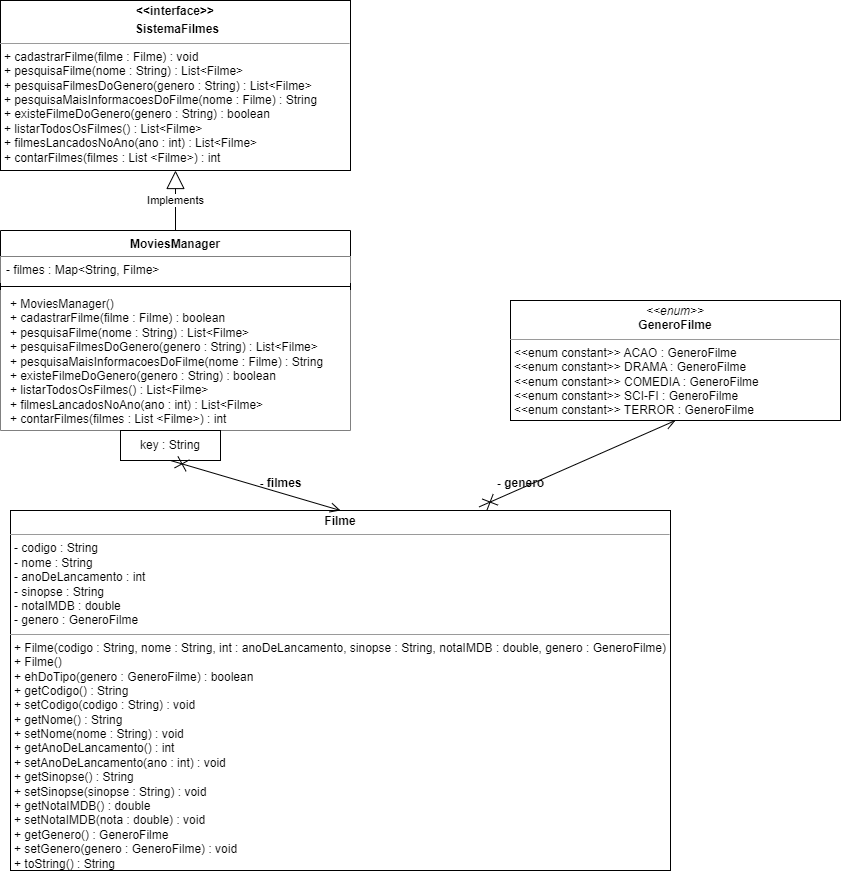 <<interface>>
SistemaFilmes
+ cadastrarFilme(filme : Filme) : void
+ pesquisaFilme(nome : String) : List<Filme>
+ pesquisaFilmesDoGenero(genero : String) : List<Filme>
+ pesquisaMaisInformacoesDoFilme(nome : Filme) : String
+ existeFilmeDoGenero(genero : String) : boolean
+ listarTodosOsFilmes() : List<Filme>
+ filmesLancadosNoAno(ano : int) : List<Filme>
+ contarFilmes(filmes : List <Filme>) : int
Implements
MoviesManager
- filmes : Map<String, Filme>
+ MoviesManager()
+ cadastrarFilme(filme : Filme) : boolean
+ pesquisaFilme(nome : String) : List<Filme>
+ pesquisaFilmesDoGenero(genero : String) : List<Filme>
+ pesquisaMaisInformacoesDoFilme(nome : Filme) : String
+ existeFilmeDoGenero(genero : String) : boolean
+ listarTodosOsFilmes() : List<Filme>
+ filmesLancadosNoAno(ano : int) : List<Filme>
+ contarFilmes(filmes : List <Filme>) : int
key : String
<<enum>>
GeneroFilme
<<enum constant>> ACAO : GeneroFilme
<<enum constant>> DRAMA : GeneroFilme
<<enum constant>> COMEDIA : GeneroFilme
<<enum constant>> SCI-FI : GeneroFilme
<<enum constant>> TERROR : GeneroFilme
- filmes
- genero
Filme
- codigo : String
- nome : String
- anoDeLancamento : int
- sinopse : String
- notaIMDB : double
- genero : GeneroFilme
+ Filme(codigo : String, nome : String, int : anoDeLancamento, sinopse : String, notaIMDB : double, genero : GeneroFilme)
+ Filme()
+ ehDoTipo(genero : GeneroFilme) : boolean
+ getCodigo() : String
+ setCodigo(codigo : String) : void
+ getNome() : String
+ setNome(nome : String) : void
+ getAnoDeLancamento() : int
+ setAnoDeLancamento(ano : int) : void
+ getSinopse() : String
+ setSinopse(sinopse : String) : void
+ getNotaIMDB() : double
+ setNotaIMDB(nota : double) : void
+ getGenero() : GeneroFilme
+ setGenero(genero : GeneroFilme) : void
+ toString() : String